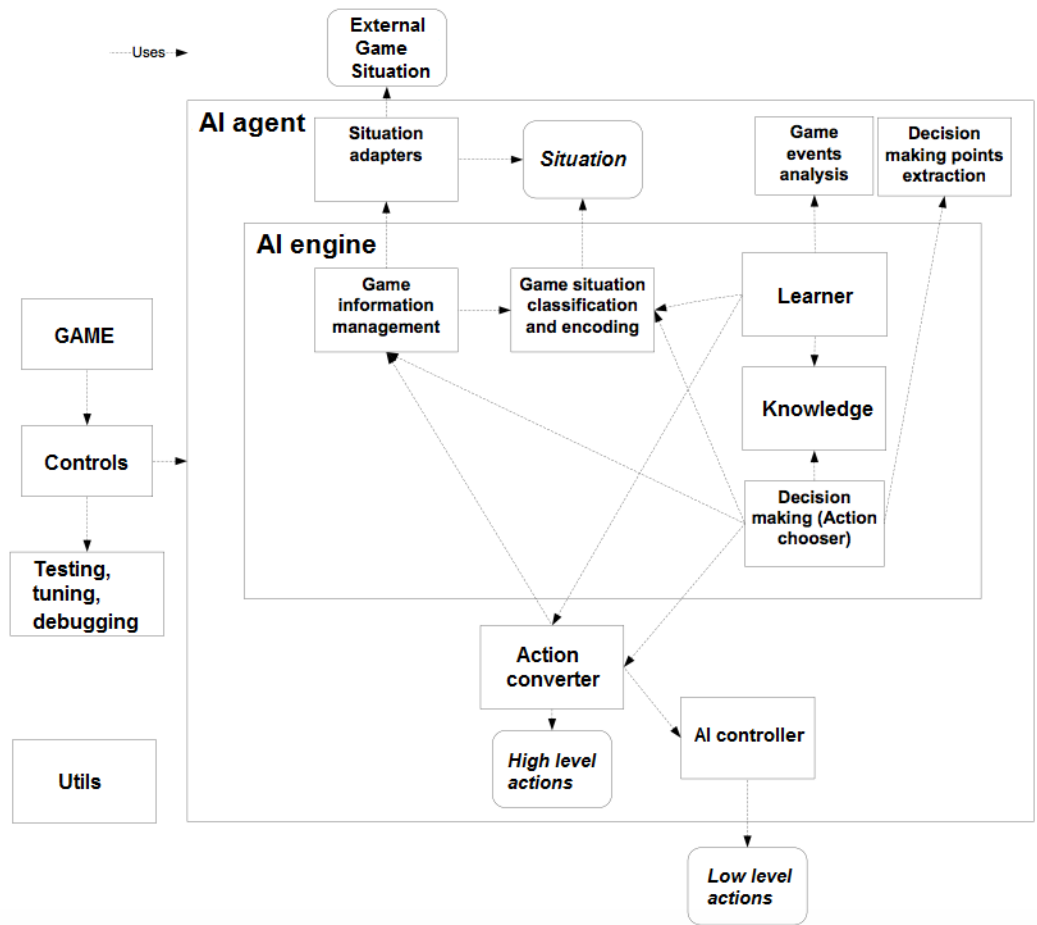 External
Game
Situation
Uses
AI agent
Situation
adapters
Situation
Game
events
analysis
Decision
making points
extraction
AI engine
Game
information
management
Game situation
classification
and encoding
Learner
GAME
Knowledge
Controls
Decision
making (Action
chooser)
Testing,
tuning,
debugging
Action
converter
AI controller
High level
actions
Utils
Low level
actions